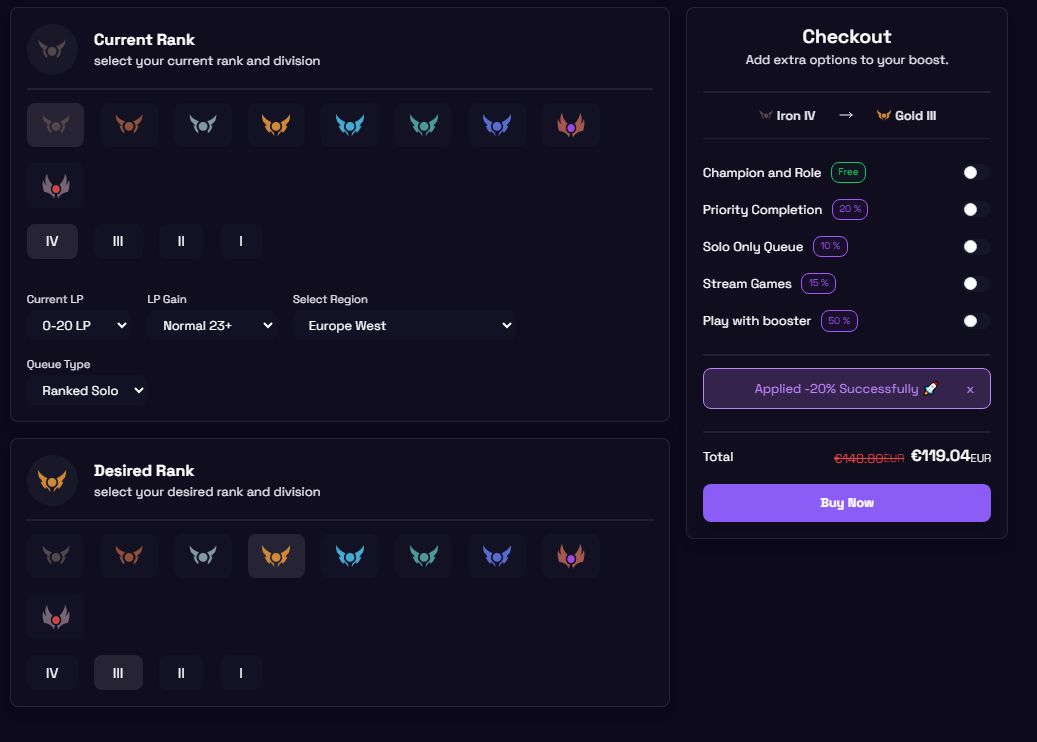 Current Rank
select your current rank and division
IV III II I
Current LP LP Gain Select Region
0-20 LP Normal 23+ Europe West
Queue Type
Ranked Solo
Desired Rank
select your desired rank and division
IV III II I
Checkout
Add extra options to your boost.
Iron IV → Gold III
Champion and Role Free
Priority Completion 20 %
Solo Only Queue 10 %
Stream Games 15 %
Play with booster 50 %
Applied -20% Successfully 🚀 x
Total €148.80EUR €119.04EUR
Buy Now